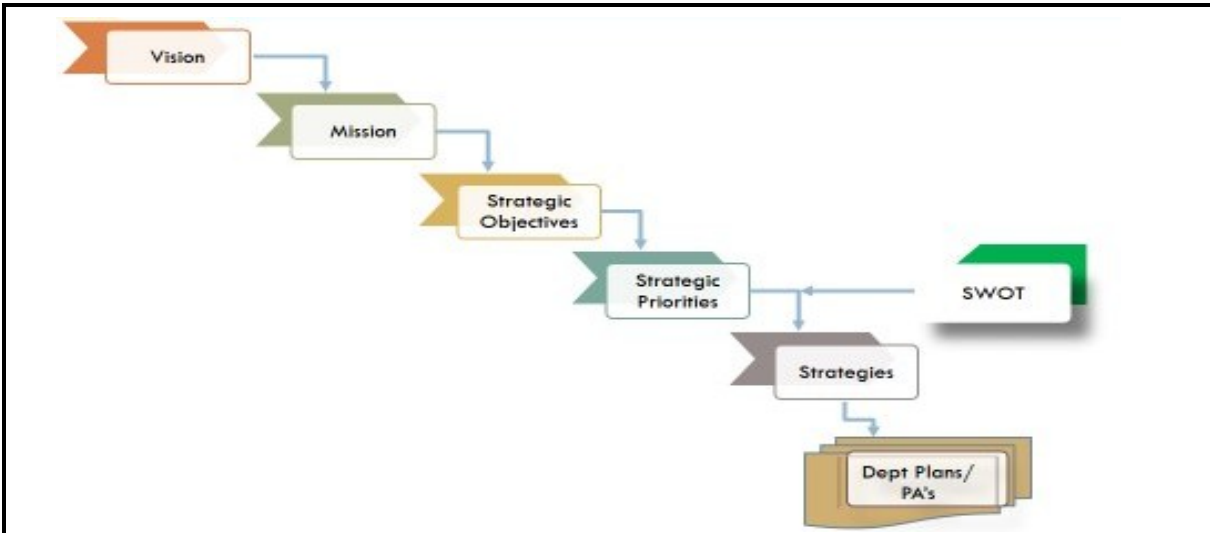 Vision
Mission
Strategic
Objectives
Strategic
Priorities
SWOT
Strategies
Dept Plans/
PA's